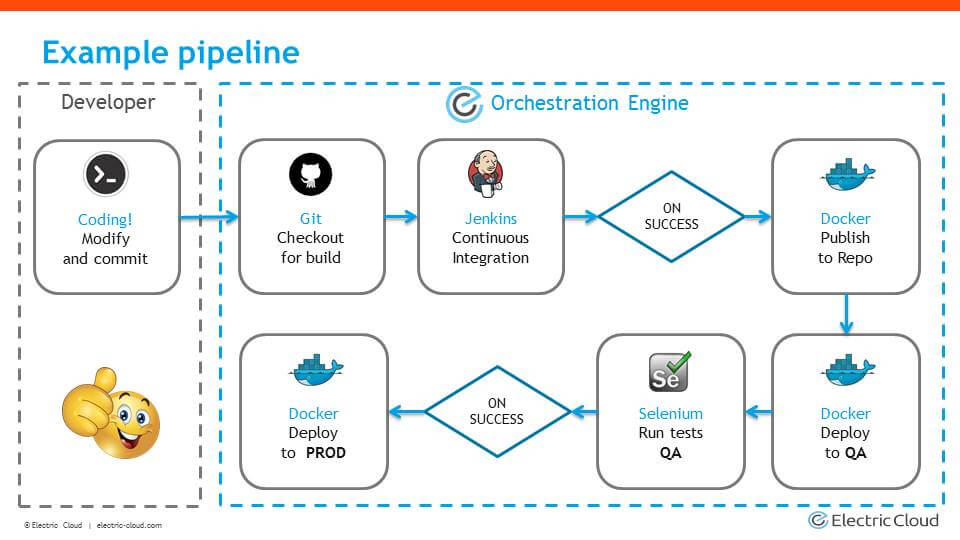 Example pipeline
Developer
Orchestration Engine
Coding!
Modify
and commit
Git
Checkout
for build
Jenkins
Continuous
Integration
ON
SUCCESS
Docker
Publish
to Repo
Docker
Deploy
to PROD
ON
SUCCESS
Se
Selenium
Run tests
QA
Docker
Deploy
to QA
© Electric Cloud | electric-cloud.com
Electric Cloud